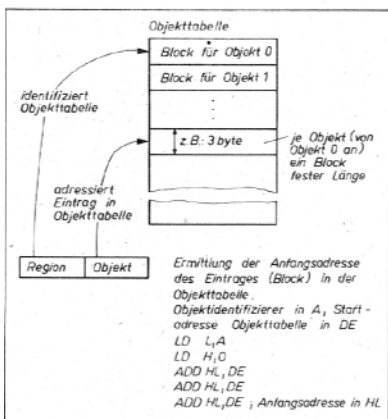 Objekttabelle
Block für Objekt 0
Block für Objekt 1
identifiziert
Objekttabelle
z.B.: 3 byte
je Objekt (von
Objekt 0 an)
ein Block
fester Länge
adressiert
Eintrag in
Objekttabelle
Region
Objekt
Ermittlung der Anfangsadresse
des Eintrages (Block) in der
Objekttabelle.
Objektidentifizierer in A, Start-
adresse Objekttabelle in DE
LD L,A
LD H,0
ADD HL,DE
ADD HL,DE
ADD HL,DE ; Anfangsadresse in HL